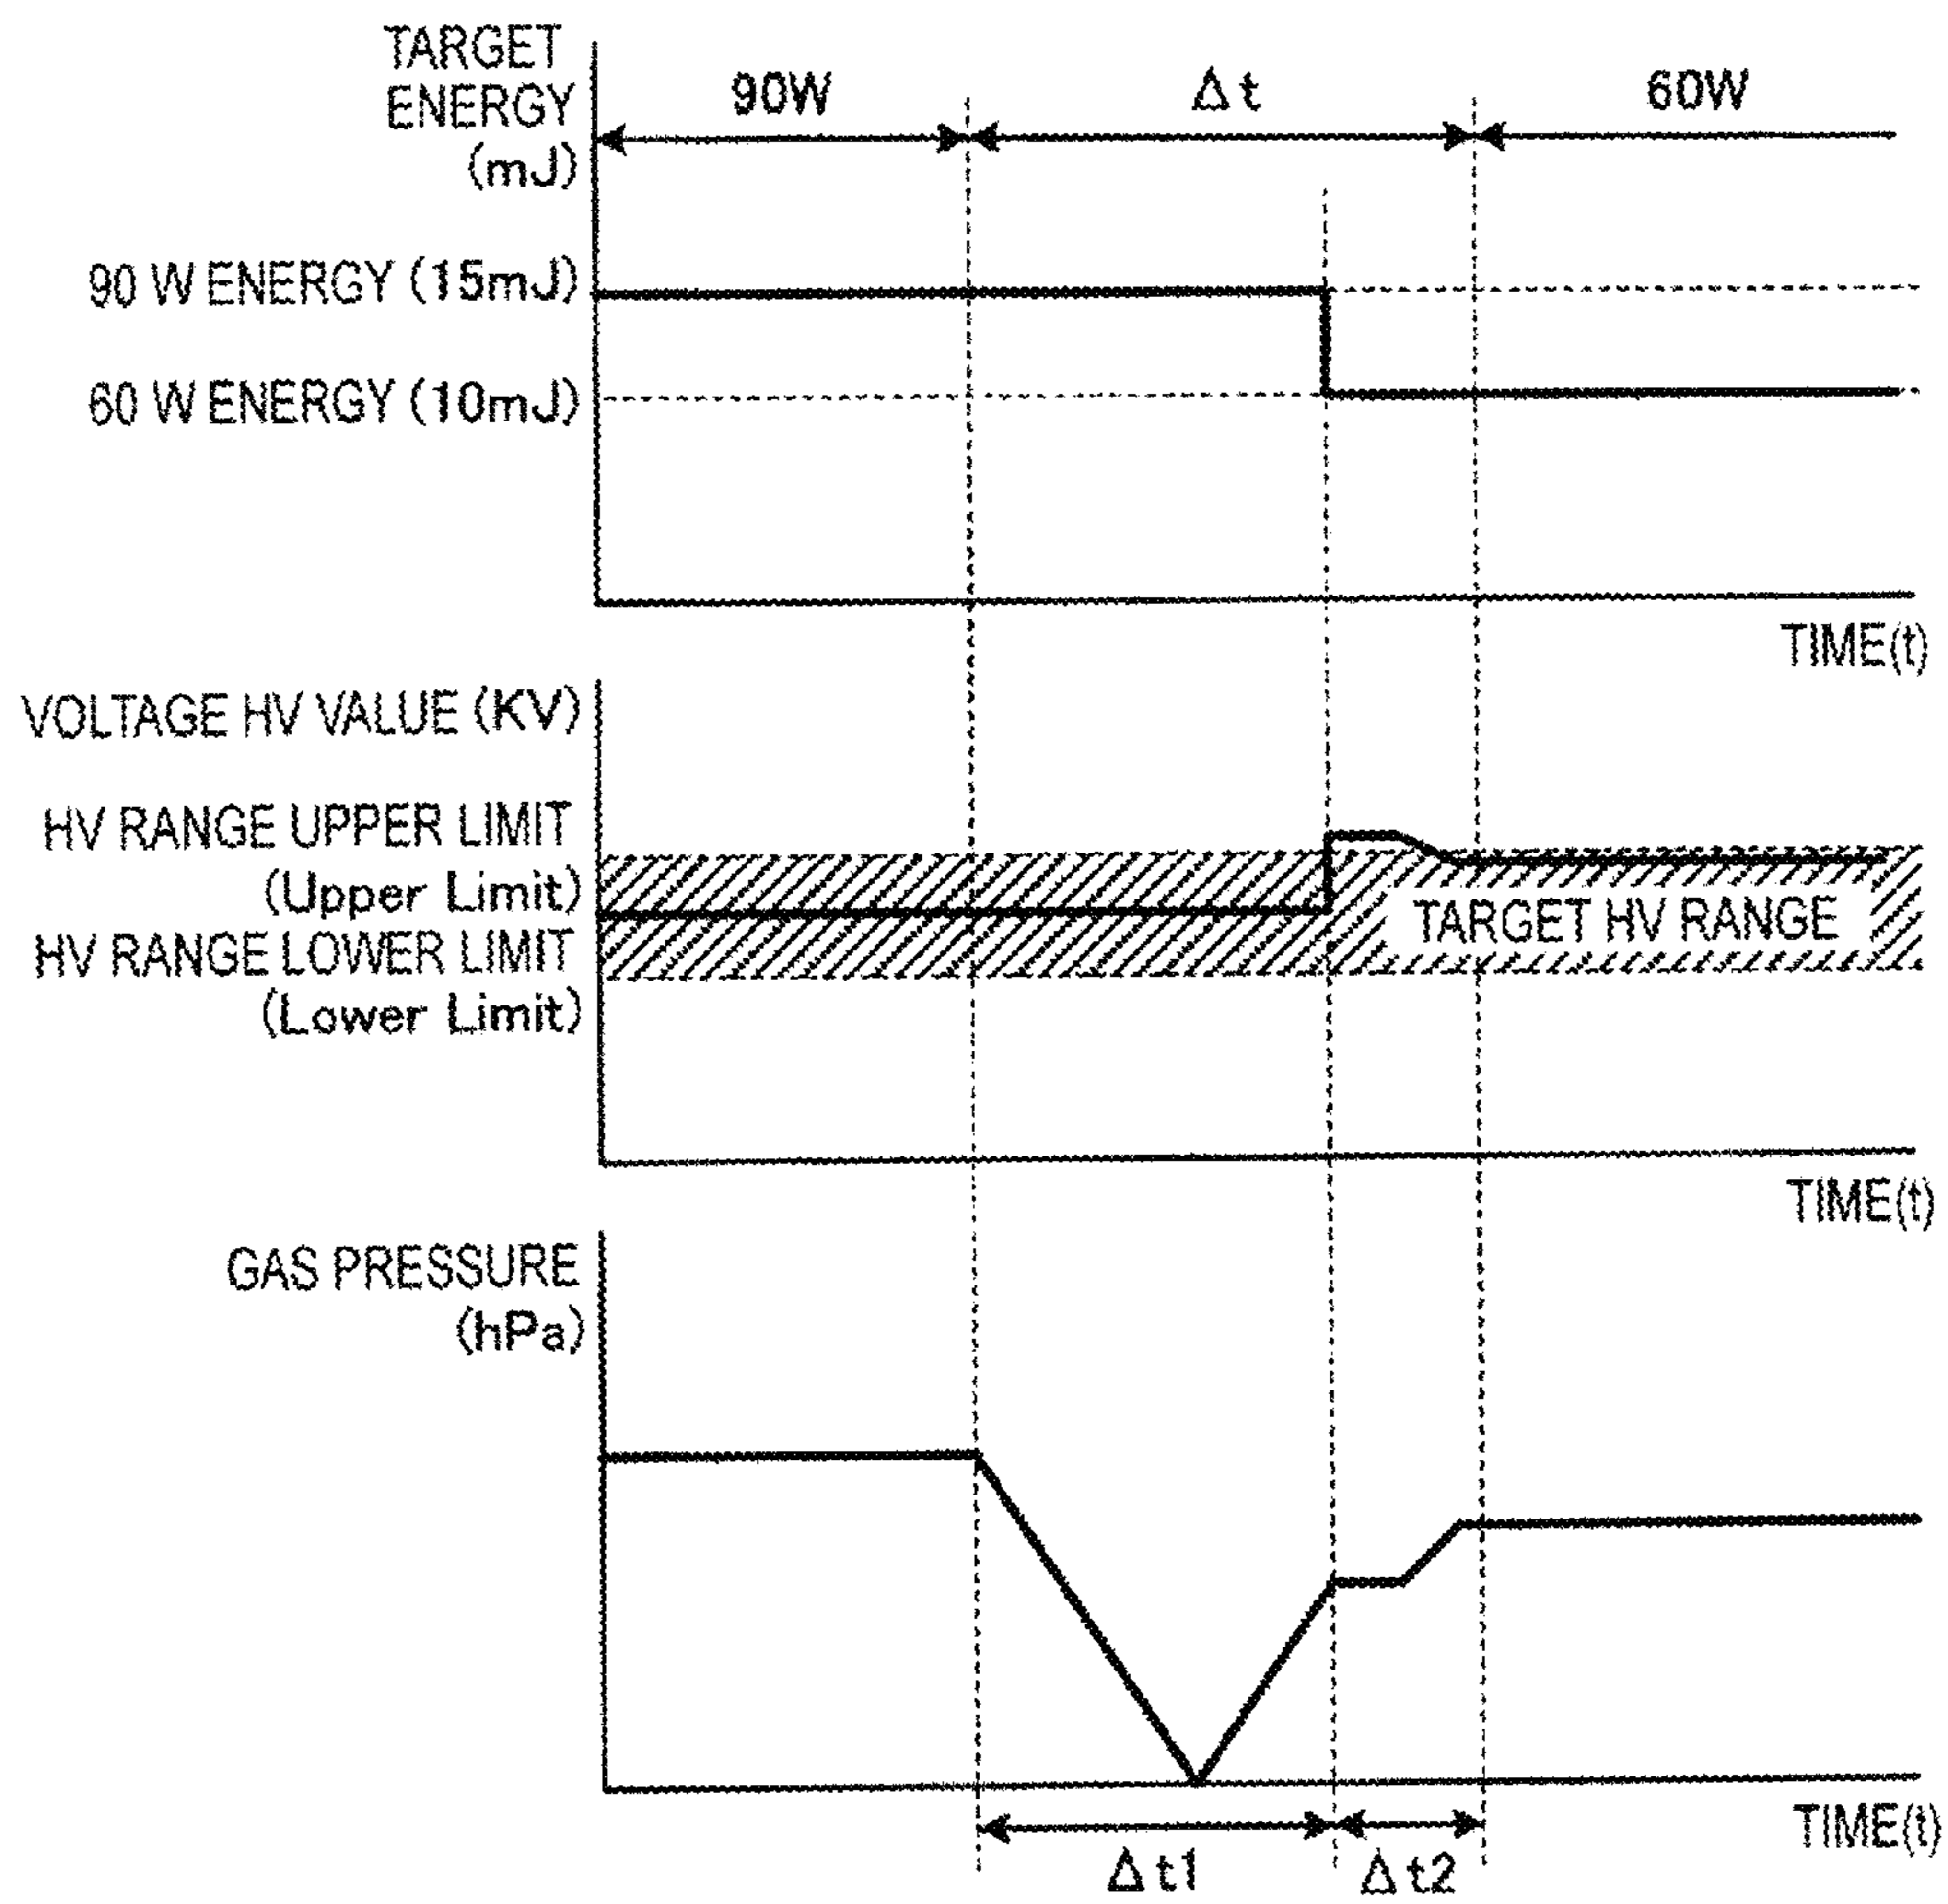 TARGET
ENERGY
(mJ)
90W
Δt
60W
90 W ENERGY (15mJ)
60 W ENERGY (10mJ)
TIME(t)
VOLTAGE HV VALUE (KV)
HV RANGE UPPER LIMIT
(Upper Limit)
HV RANGE LOWER LIMIT
(Lower Limit)
TARGET HV RANGE
TIME(t)
GAS PRESSURE
(hPa)
TIME(t)
Δt1
Δt2